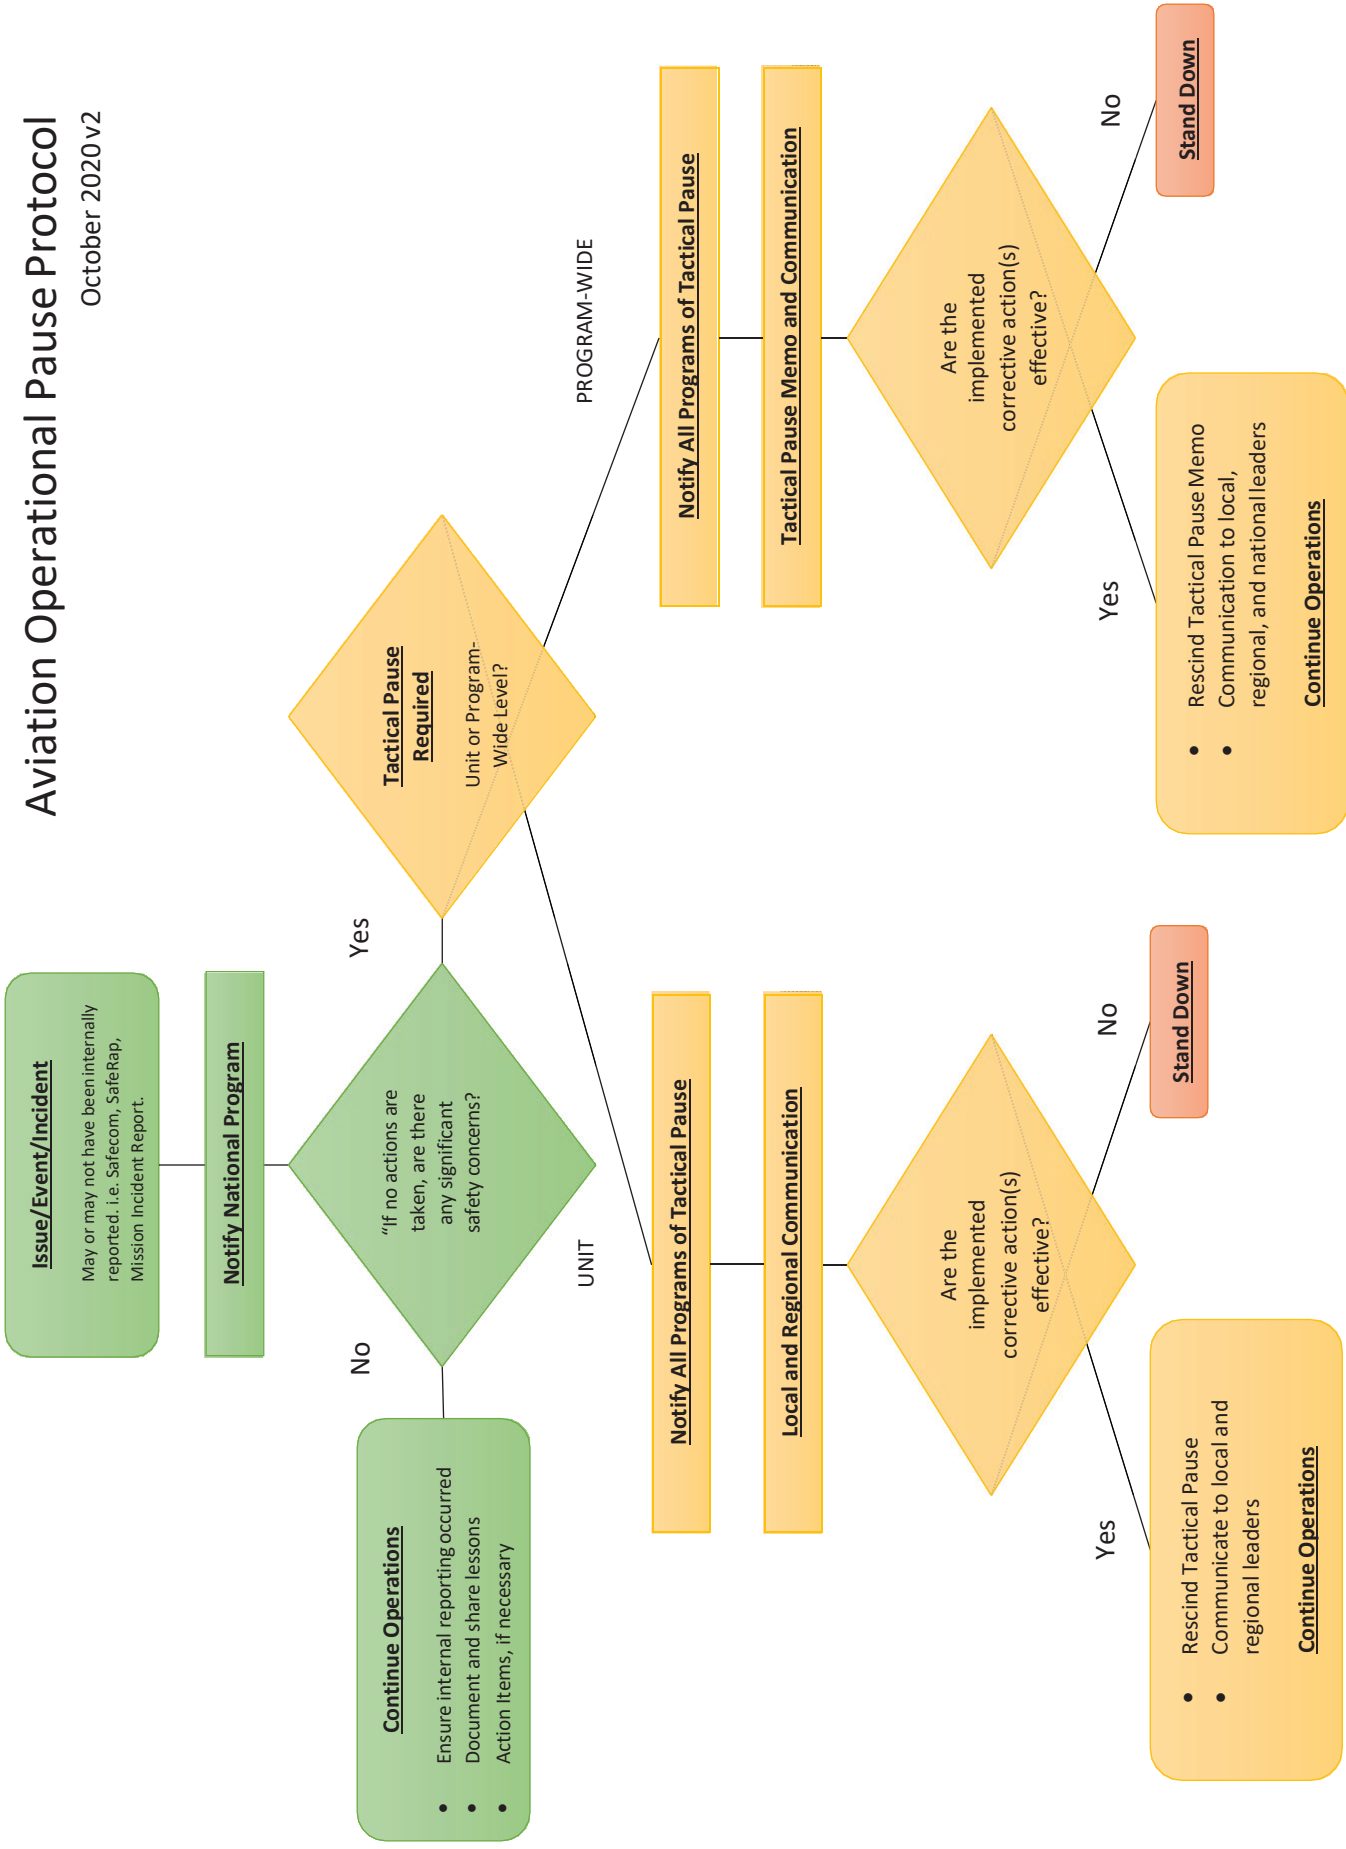 Aviation Operational Pause Protocol
October 2020 v2
Issue/Event/Incident
May or may not have been internally
reported. i.e. Safecom, SafeRap,
Mission Incident Report.
Notify National Program
“If no actions are
taken, are there
any significant
safety concerns?
No
Yes
Continue Operations
• Ensure internal reporting occurred
• Document and share lessons
• Action Items, if necessary
Tactical Pause
Required
Unit or Program-
Wide Level?
UNIT
PROGRAM-WIDE
Notify All Programs of Tactical Pause
Local and Regional Communication
Are the
implemented
corrective action(s)
effective?
Yes
No
• Rescind Tactical Pause
• Communicate to local and
regional leaders
Continue Operations
Stand Down
Notify All Programs of Tactical Pause
Tactical Pause Memo and Communication
Are the
implemented
corrective action(s)
effective?
Yes
No
• Rescind Tactical Pause Memo
• Communication to local,
regional, and national leaders
Continue Operations
Stand Down